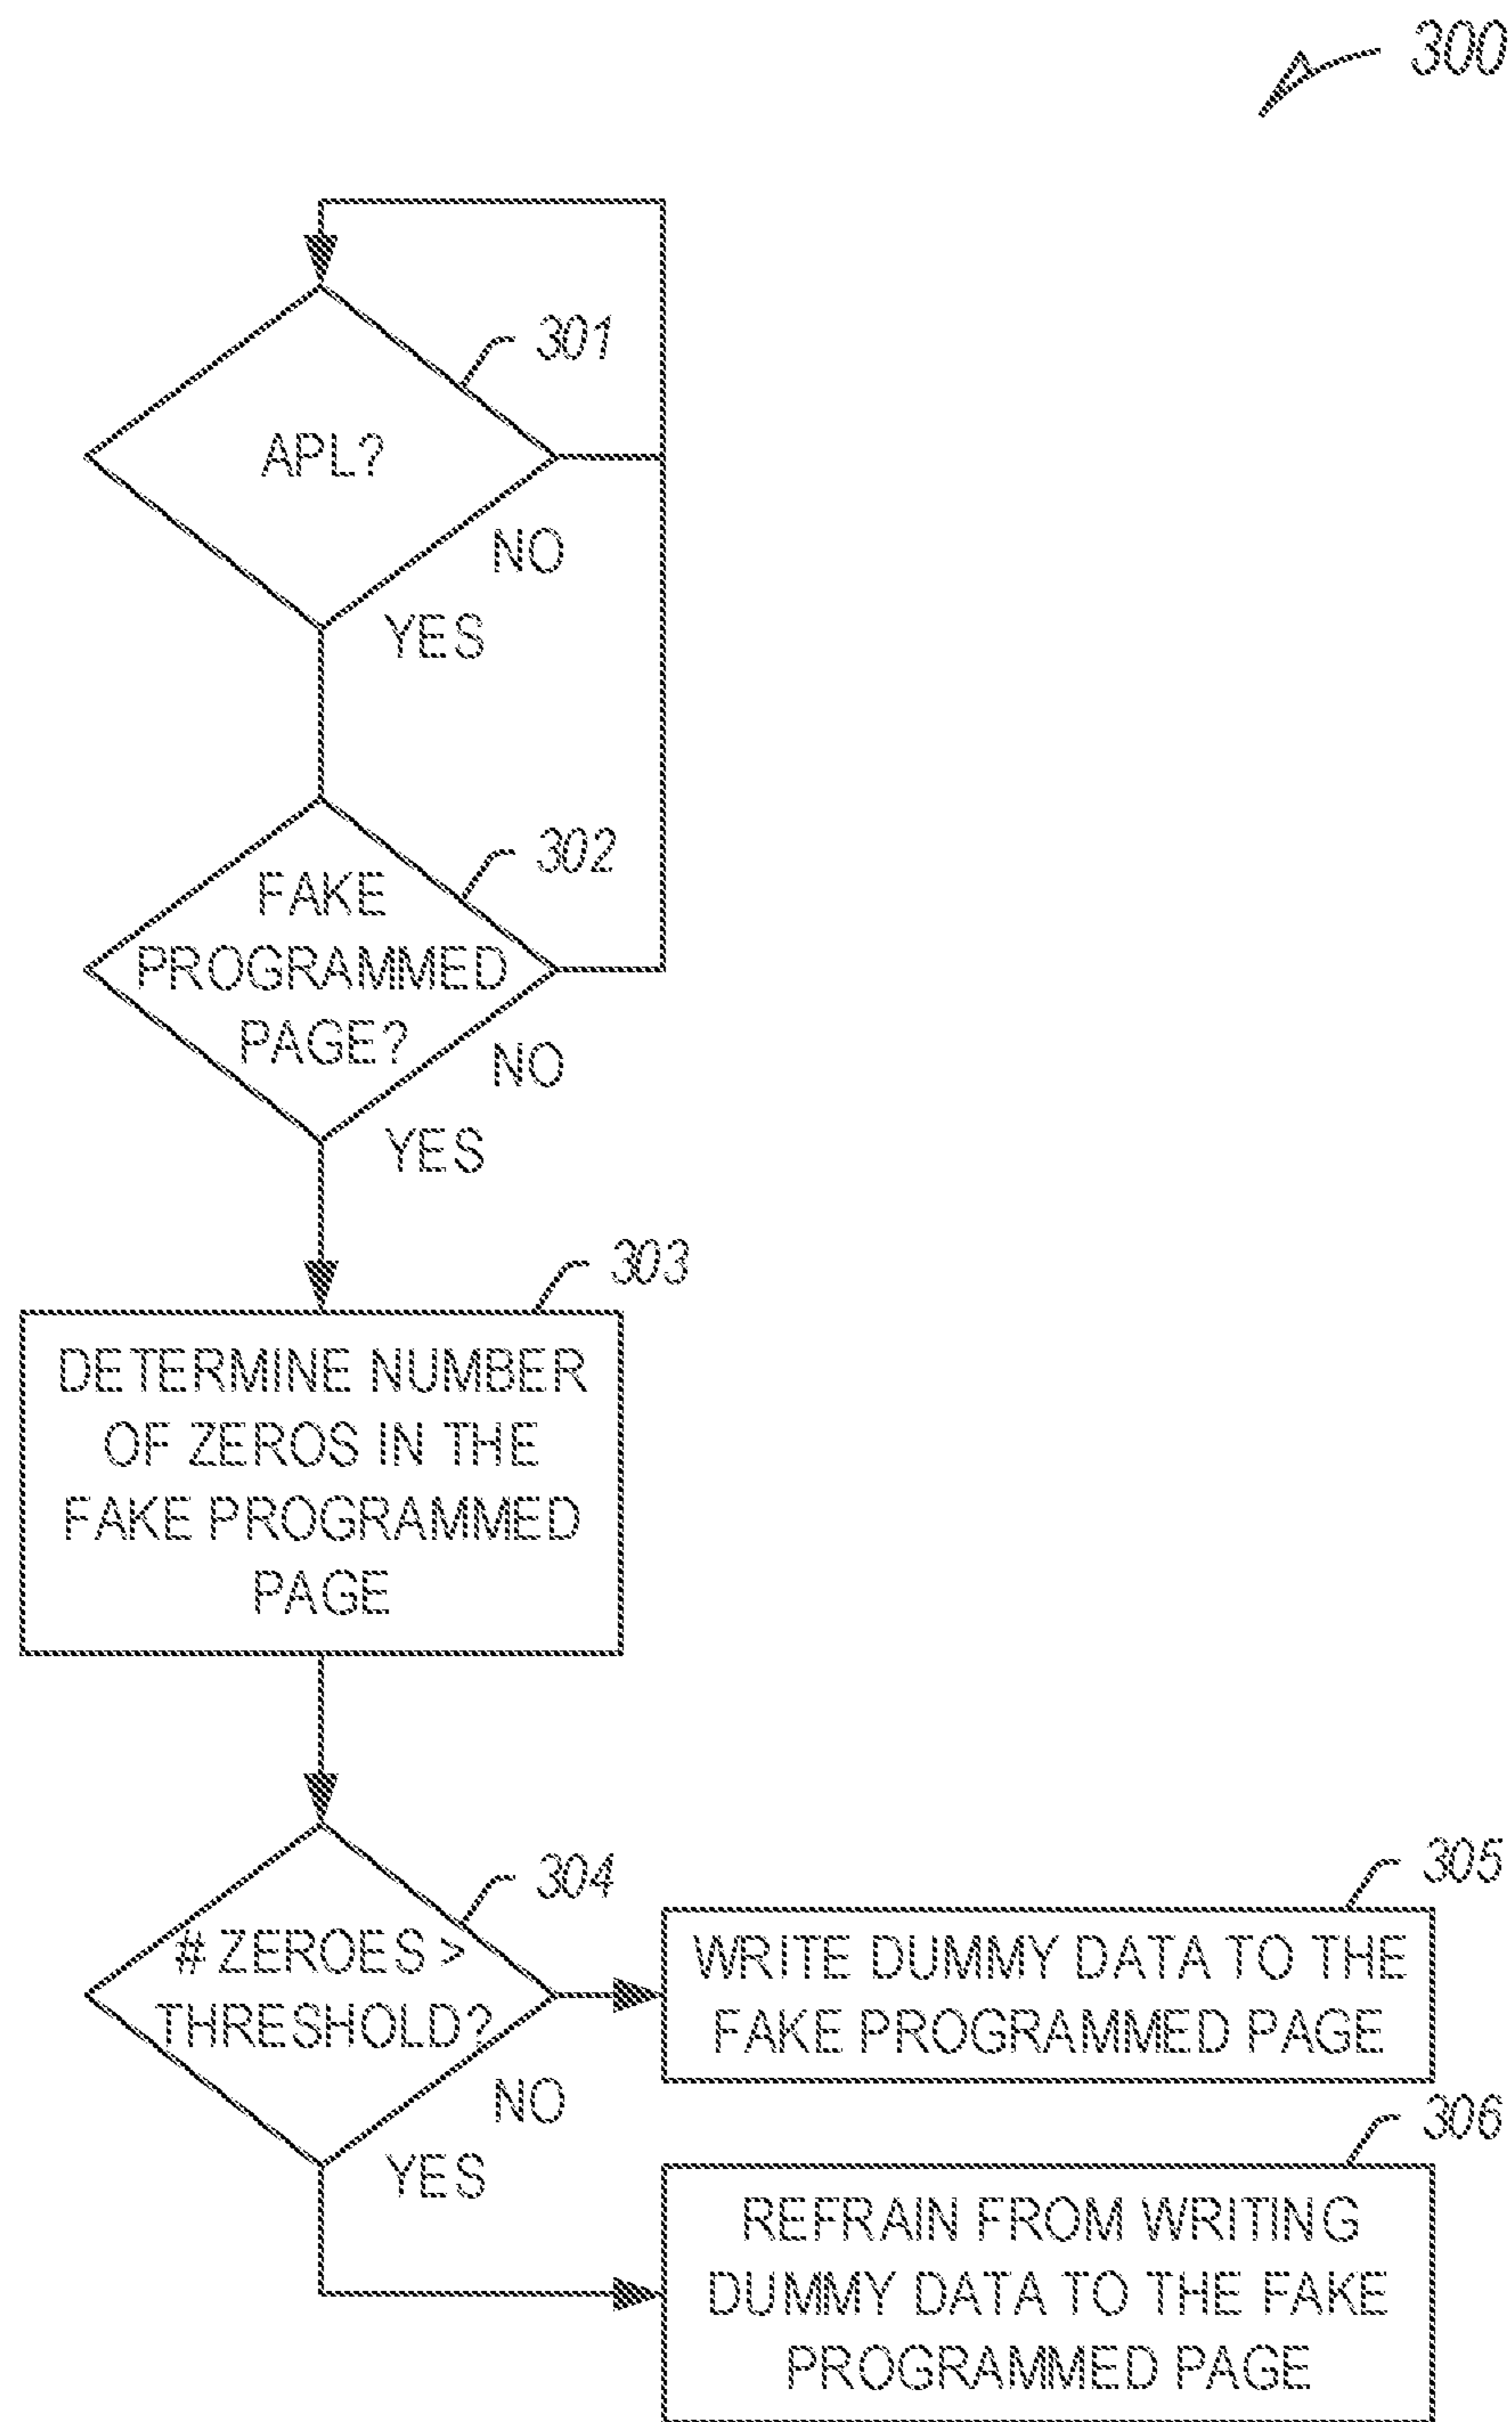 300
301
APL?
NO
YES
302
FAKE
PROGRAMMED
PAGE?
NO
YES
303
DETERMINE NUMBER
OF ZEROS IN THE
FAKE PROGRAMMED
PAGE
304
# ZEROES >
THRESHOLD?
NO
YES
305
WRITE DUMMY DATA TO THE
FAKE PROGRAMMED PAGE
306
REFRAIN FROM WRITING
DUMMY DATA TO THE FAKE
PROGRAMMED PAGE